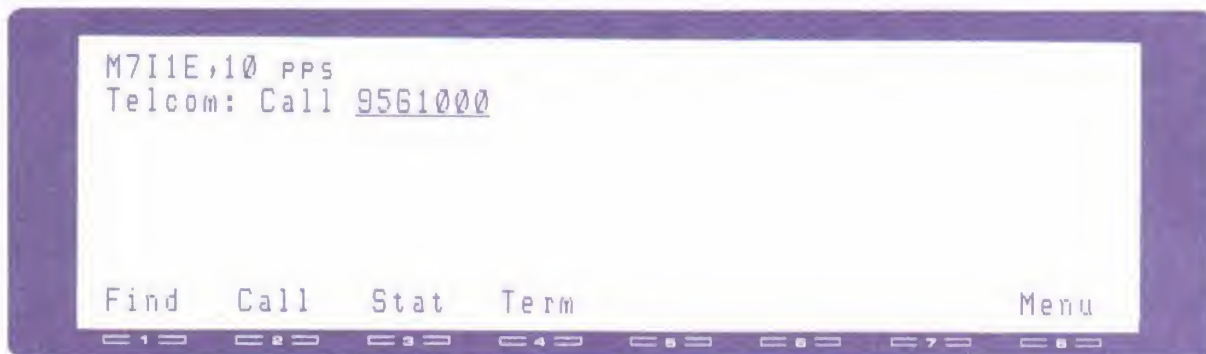 M7I1E,10 pps
Telcom: Call 9561000
Find Call Stat Term Menu
1 2 3 4 5 6 7 8